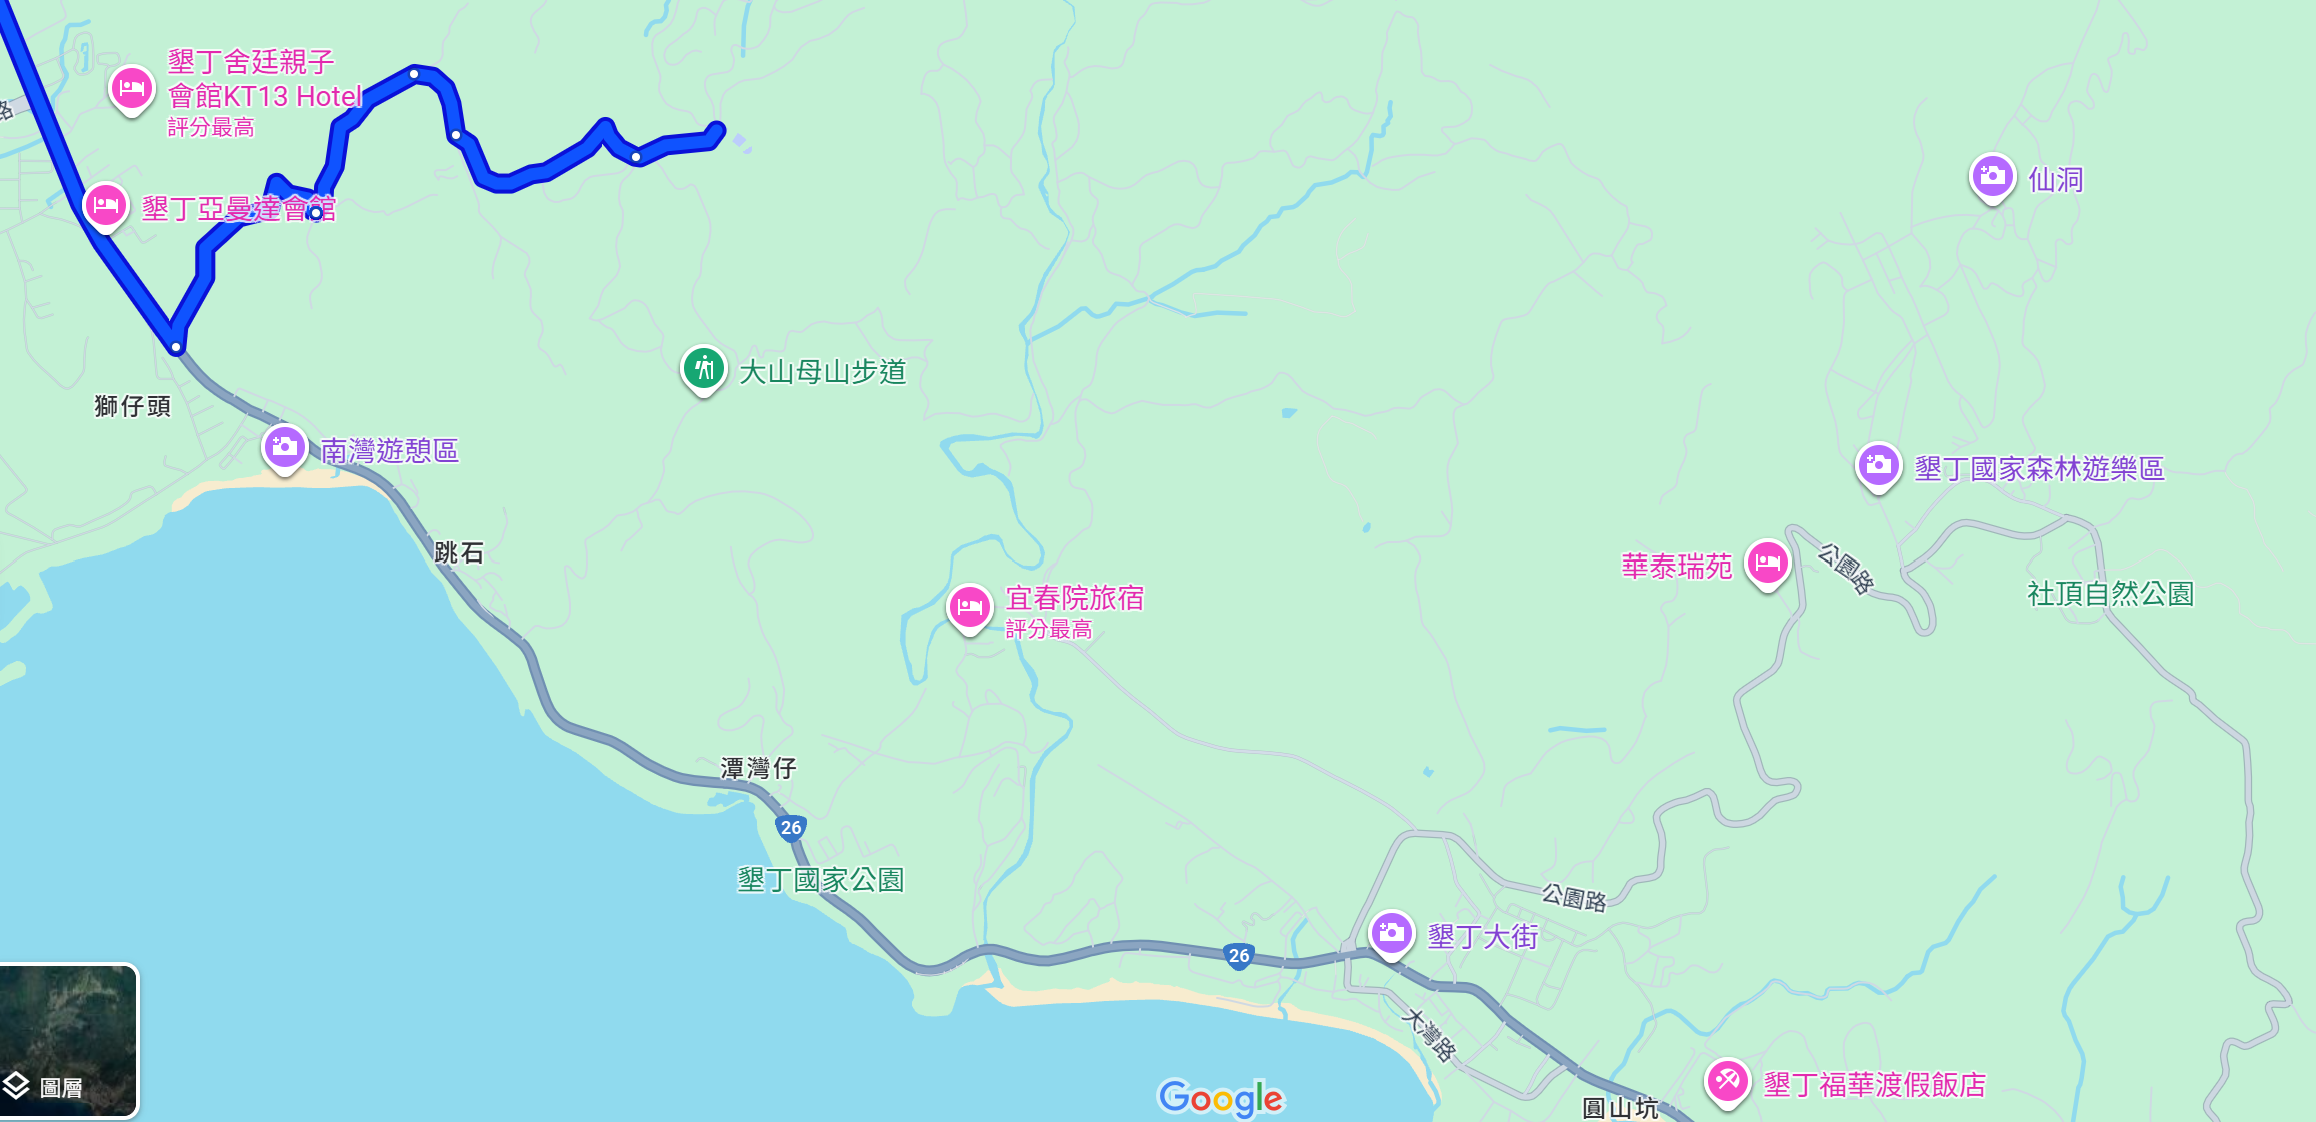 墾丁舍廷親子
會館KT13 Hotel
評分最高
路
墾丁亞曼達會館
仙洞
大山母山步道
獅仔頭
南灣遊憩區
墾丁國家森林遊樂區
跳石
公園路
華泰瑞苑
社頂自然公園
宜春院旅宿
評分最高
潭灣仔
26
墾丁國家公園
公園路
墾丁大街
26
大灣路
圖層
Google
墾丁福華渡假飯店
圓山坑